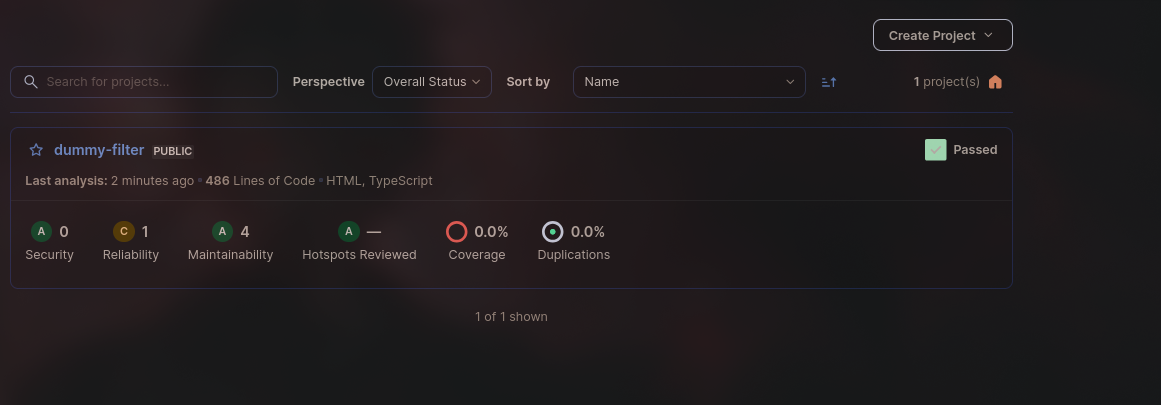 Create Project
Search for projects... Perspective Overall Status Sort by Name 1 project(s)
dummy-filter PUBLIC Passed
Last analysis: 2 minutes ago • 486 Lines of Code • HTML, TypeScript
A 0 C 1 A 4 A — 0.0% 0.0%
Security Reliability Maintainability Hotspots Reviewed Coverage Duplications
1 of 1 shown